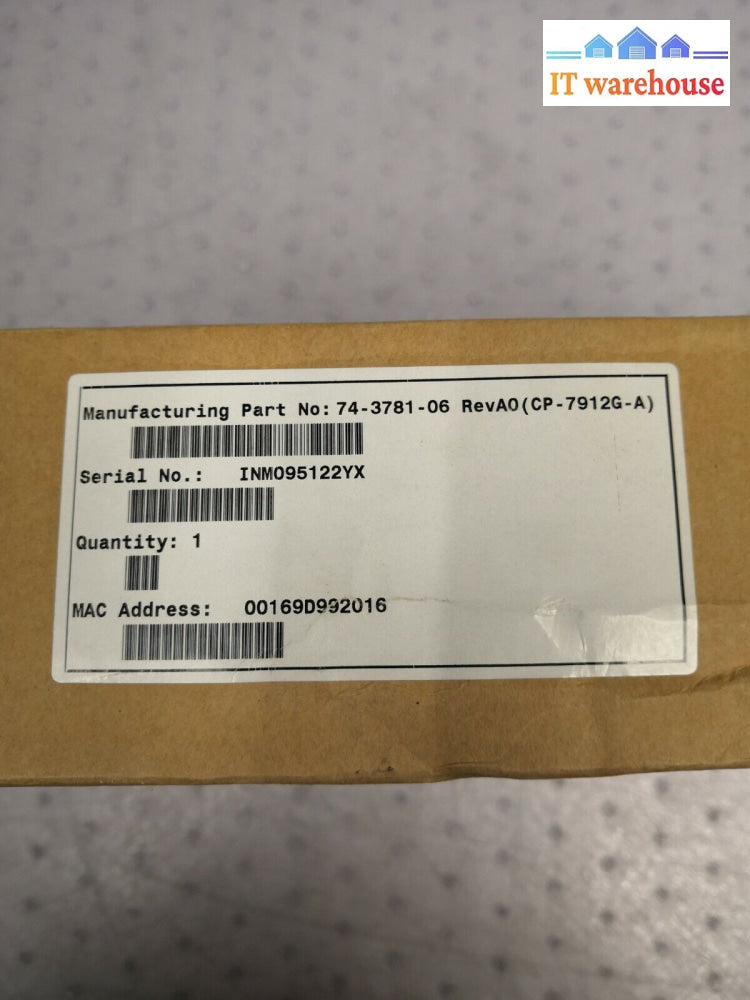 IT warehouse
Manufacturing Part No: 74-3781-06 RevA0(CP-7912G-A)
Serial No.: INM095122YX
Quantity: 1
MAC Address: 00169D992016